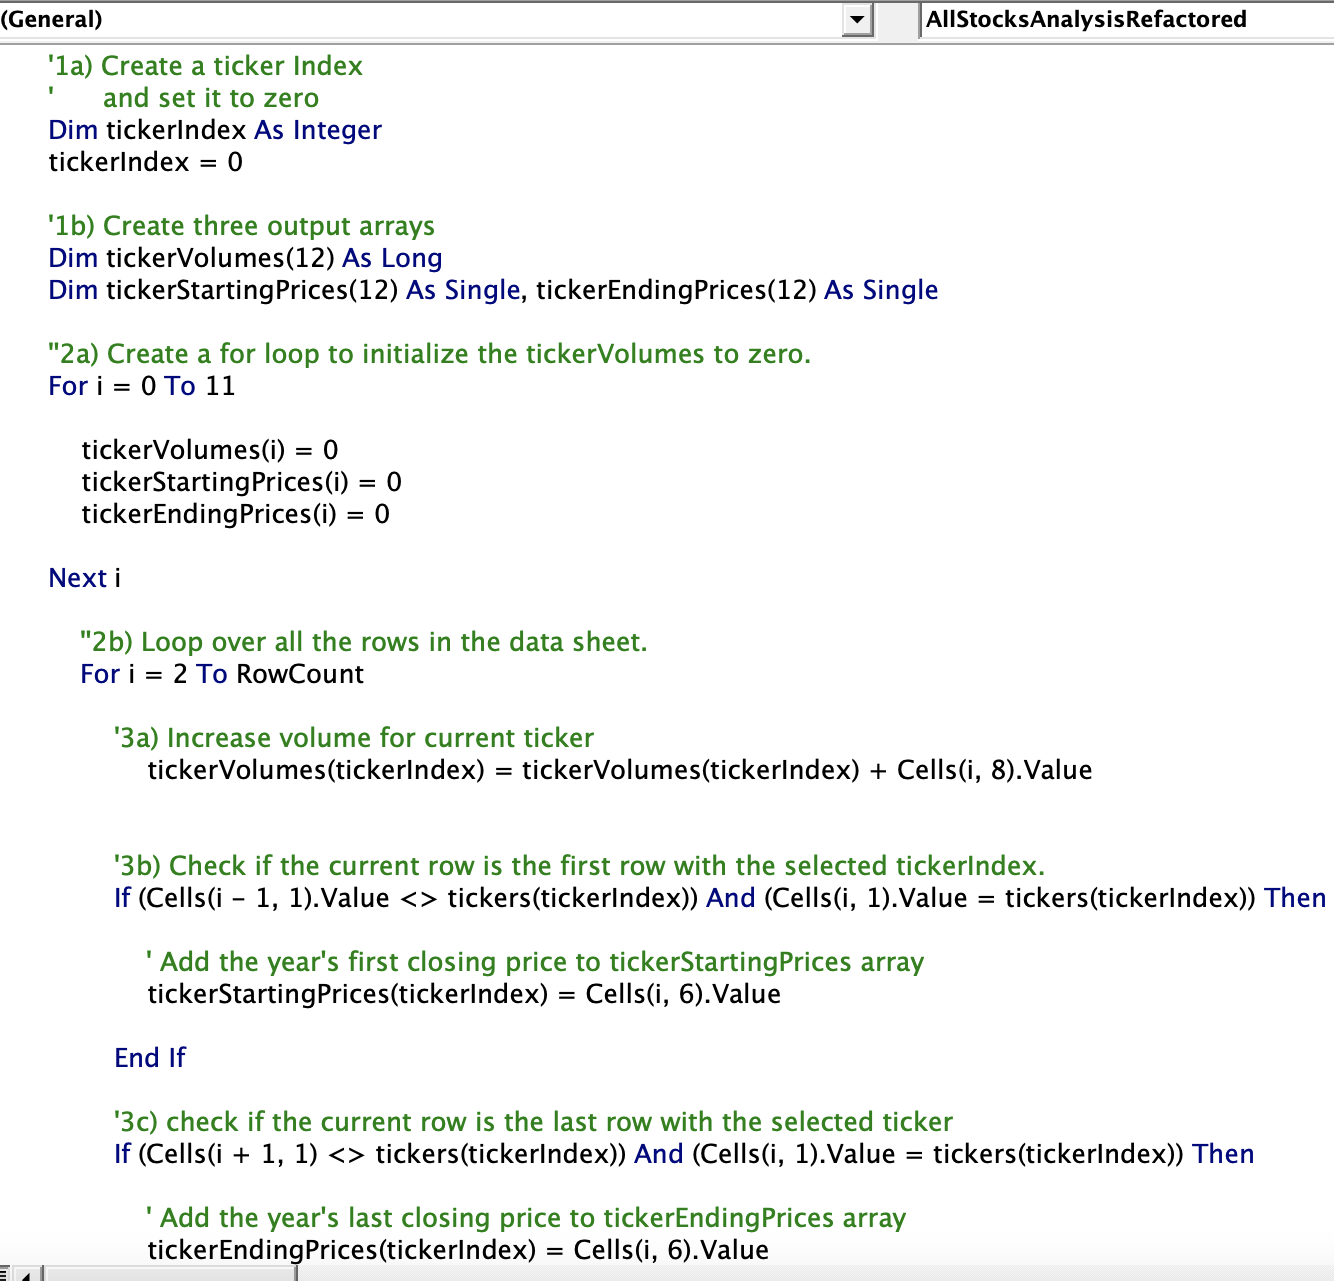 (General)
AllStocksAnalysisRefactored
'1a) Create a ticker Index
'      and set it to zero
Dim tickerIndex As Integer
tickerIndex = 0
'1b) Create three output arrays
Dim tickerVolumes(12) As Long
Dim tickerStartingPrices(12) As Single, tickerEndingPrices(12) As Single
''2a) Create a for loop to initialize the tickerVolumes to zero.
For i = 0 To 11
tickerVolumes(i) = 0
tickerStartingPrices(i) = 0
tickerEndingPrices(i) = 0
Next i
''2b) Loop over all the rows in the data sheet.
For i = 2 To RowCount
'3a) Increase volume for current ticker
tickerVolumes(tickerIndex) = tickerVolumes(tickerIndex) + Cells(i, 8).Value
'3b) Check if the current row is the first row with the selected tickerIndex.
If (Cells(i - 1, 1).Value <> tickers(tickerIndex)) And (Cells(i, 1).Value = tickers(tickerIndex)) Then
' Add the year's first closing price to tickerStartingPrices array
tickerStartingPrices(tickerIndex) = Cells(i, 6).Value
End If
'3c) check if the current row is the last row with the selected ticker
If (Cells(i + 1, 1) <> tickers(tickerIndex)) And (Cells(i, 1).Value = tickers(tickerIndex)) Then
' Add the year's last closing price to tickerEndingPrices array
tickerEndingPrices(tickerIndex) = Cells(i, 6).Value